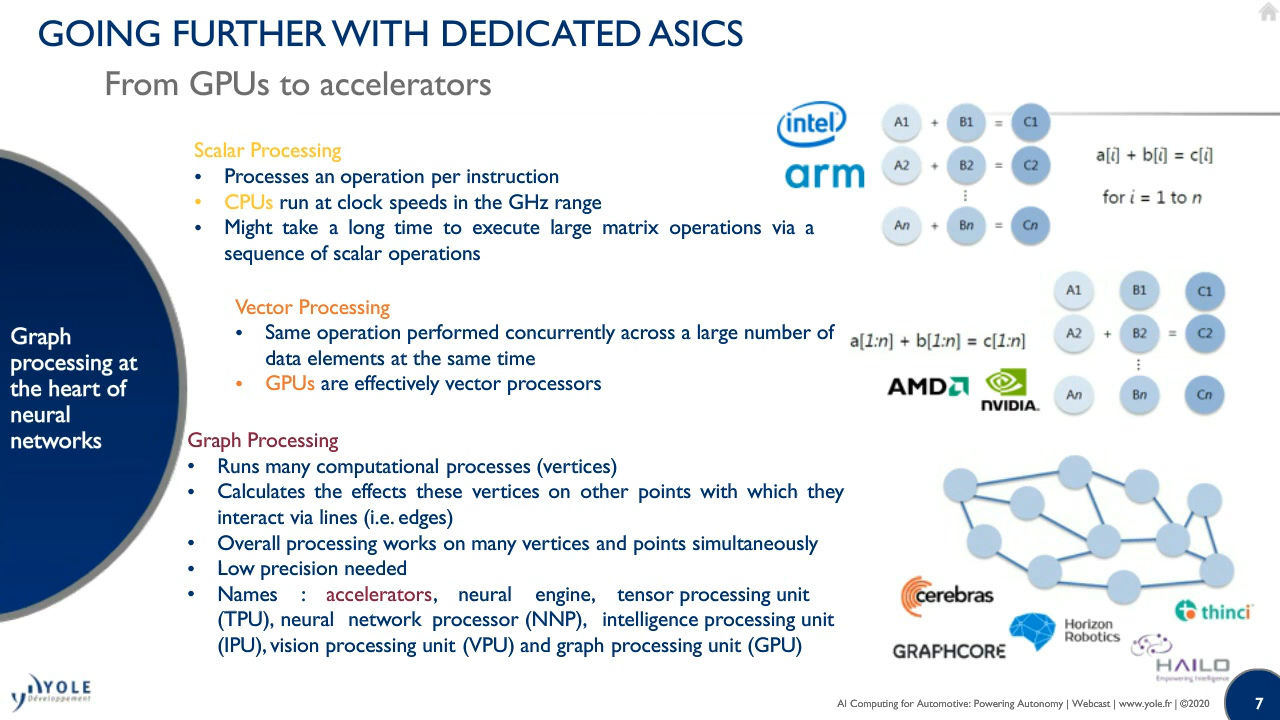 GOING FURTHER WITH DEDICATED ASICS
From GPUs to accelerators
Graph
processing at
the heart of
neural
networks
Scalar Processing
• Processes an operation per instruction
• CPUs run at clock speeds in the GHz range
• Might take a long time to execute large matrix operations via a
sequence of scalar operations
intel
arm
A1 + B1 = C1
A2 + B2 = C2
⋮
An + Bn = Cn
a[i] + b[i] = c[i]
for i = 1 to n
Vector Processing
• Same operation performed concurrently across a large number of
data elements at the same time
• GPUs are effectively vector processors
a[1:n] + b[1:n] = c[1:n]
AMD
NVIDIA.
A1 B1 C1
A2 + B2 = C2
⋮
An Bn Cn
Graph Processing
• Runs many computational processes (vertices)
• Calculates the effects these vertices on other points with which they
interact via lines (i.e. edges)
• Overall processing works on many vertices and points simultaneously
• Low precision needed
• Names : accelerators, neural engine, tensor processing unit
(TPU), neural network processor (NNP), intelligence processing unit
(IPU), vision processing unit (VPU) and graph processing unit (GPU)
cerebras
GRAPHCORE
Horizon
Robotics
thinci
HAILO
Empowering Intelligence
YOLE
Développement
AI Computing for Automotive: Powering Autonomy | Webcast | www.yole.fr | ©2020
7